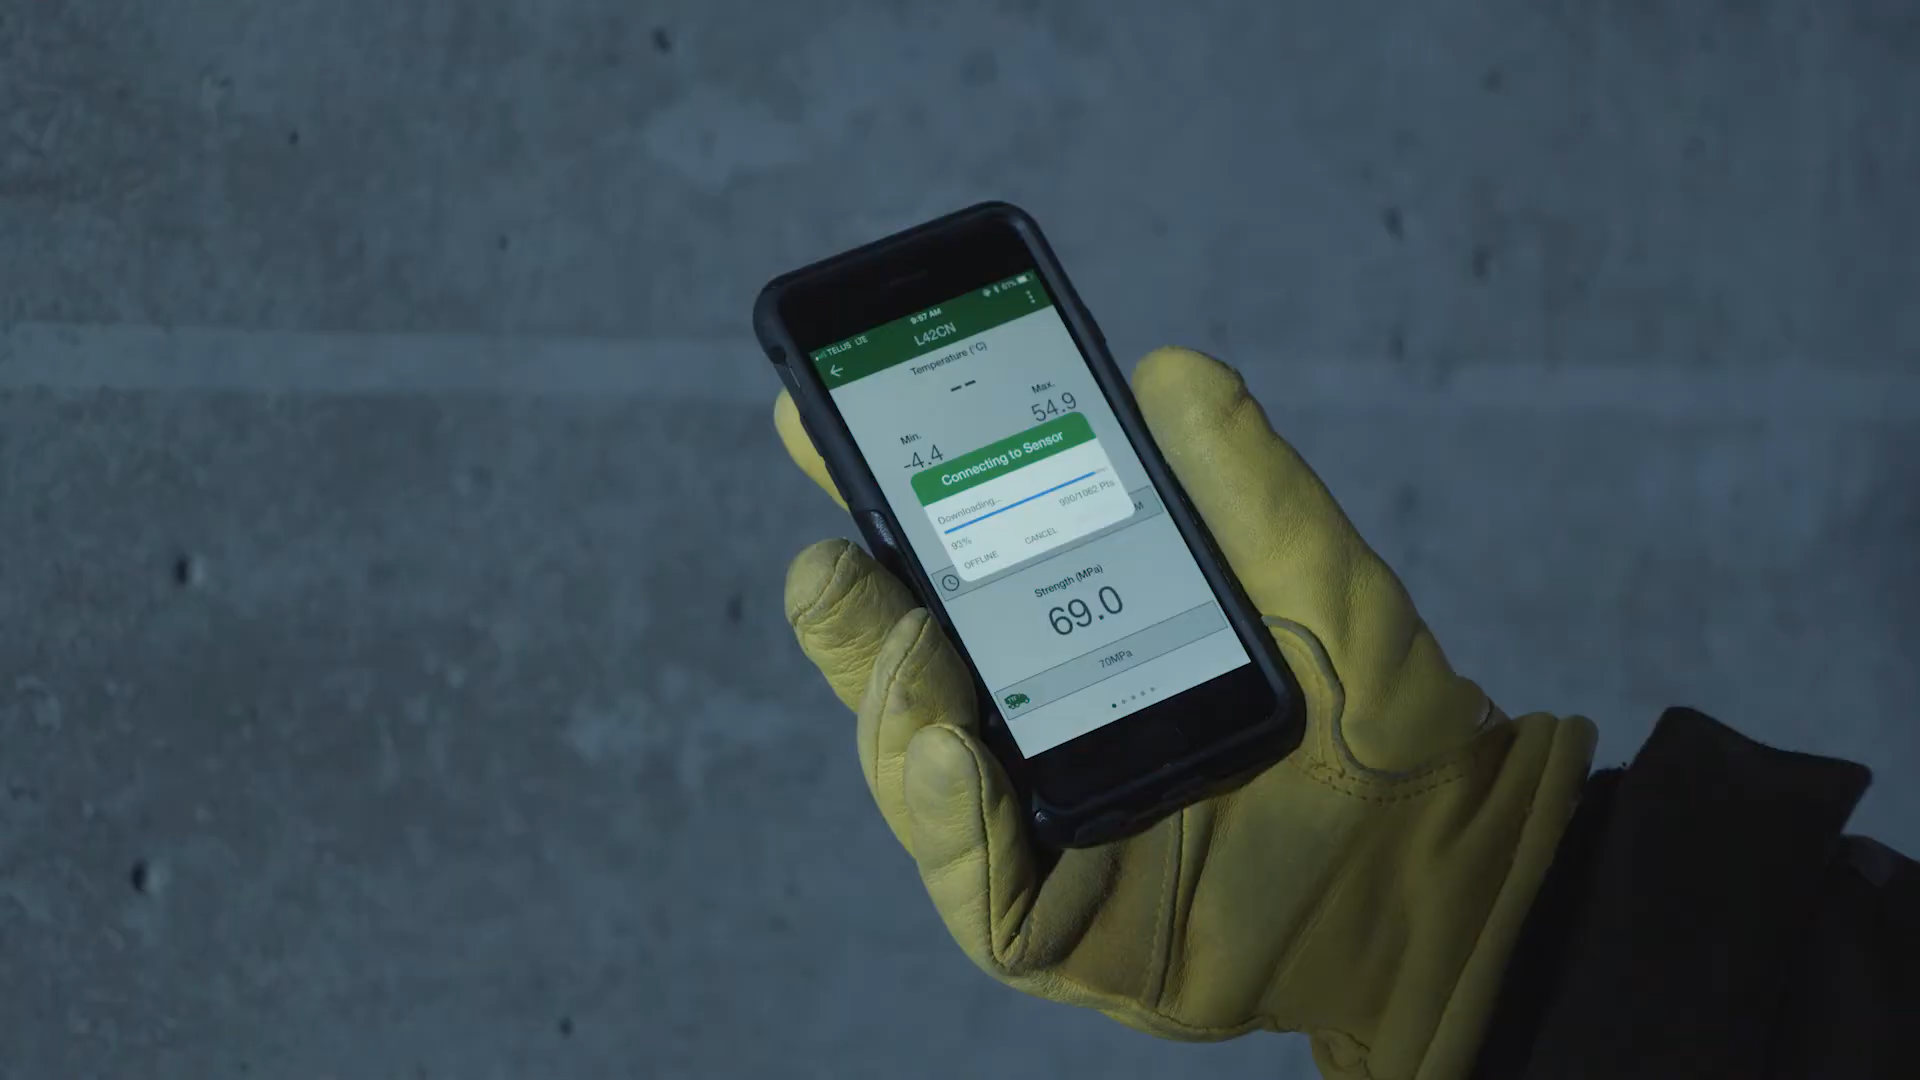 TELUS LTE
9:57 AM
61%
L42CN
Temperature (°C)
--
Min.
-4.4
Max.
54.9
Connecting to Sensor
Downloading...
990/1062 Pts
93%
OFFLINE
CANCEL
M
Strength (MPa)
69.0
70MPa